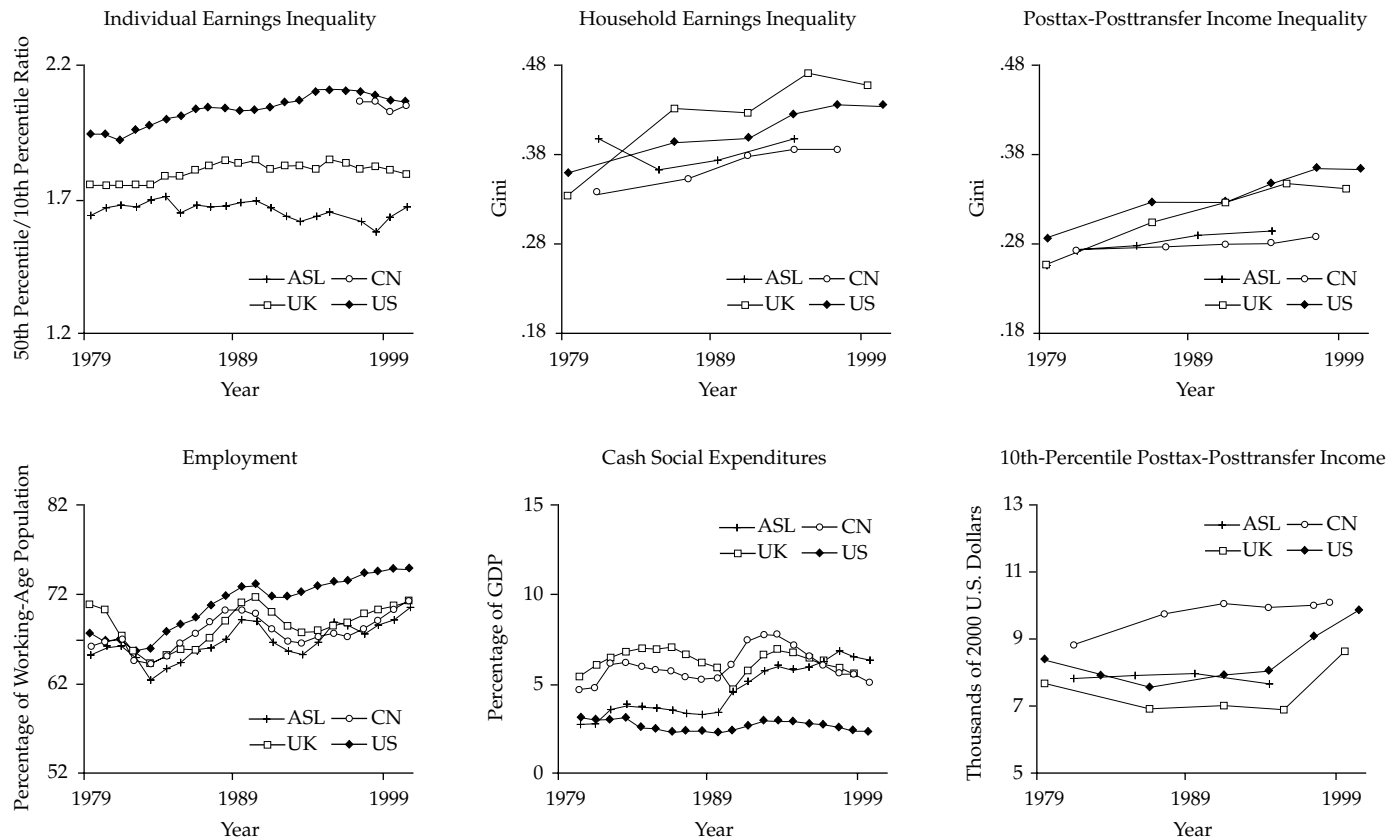 Individual Earnings Inequality
50th Percentile/10th Percentile Ratio
2.2
1.7
1.2
ASL CN
UK US
1979 1989 1999
Year
Household Earnings Inequality
Gini
.48
.38
.28
.18
ASL CN
UK US
1979 1989 1999
Year
Posttax-Posttransfer Income Inequality
Gini
.48
.38
.28
.18
ASL CN
UK US
1979 1989 1999
Year
Employment
Percentage of Working-Age Population
82
72
62
52
ASL CN
UK US
1979 1989 1999
Year
Cash Social Expenditures
Percentage of GDP
15
10
5
0
ASL CN
UK US
1979 1989 1999
Year
10th-Percentile Posttax-Posttransfer Income
Thousands of 2000 U.S. Dollars
13
11
9
7
5
ASL CN
UK US
1979 1989 1999
Year